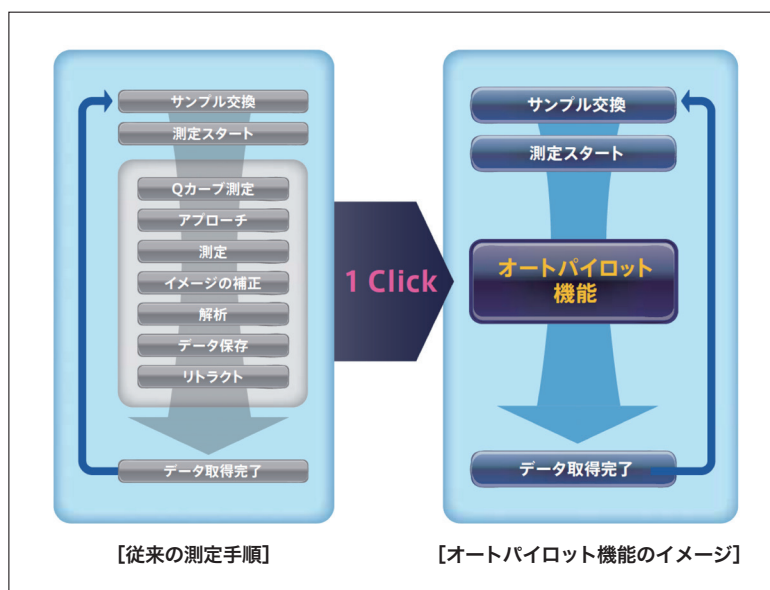 サンプル交換
測定スタート
Qカーブ測定
アプローチ
測定
イメージの補正
解析
データ保存
リトラクト
データ取得完了
[従来の測定手順]
1 Click
サンプル交換
測定スタート
オートパイロット
機能
データ取得完了
[オートパイロット機能のイメージ]